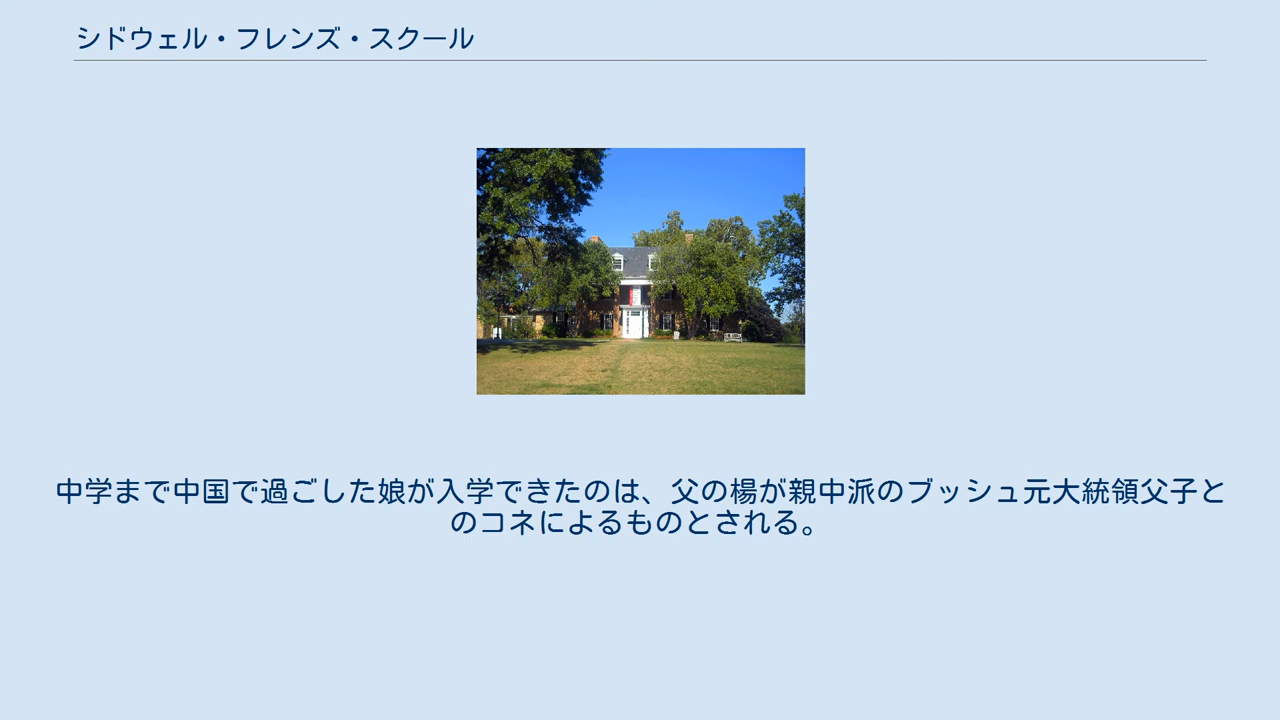 シドウェル・フレンズ・スクール
中学まで中国で過ごした娘が入学できたのは、父の楊が親中派のブッシュ元大統領父子と
のコネによるものとされる。